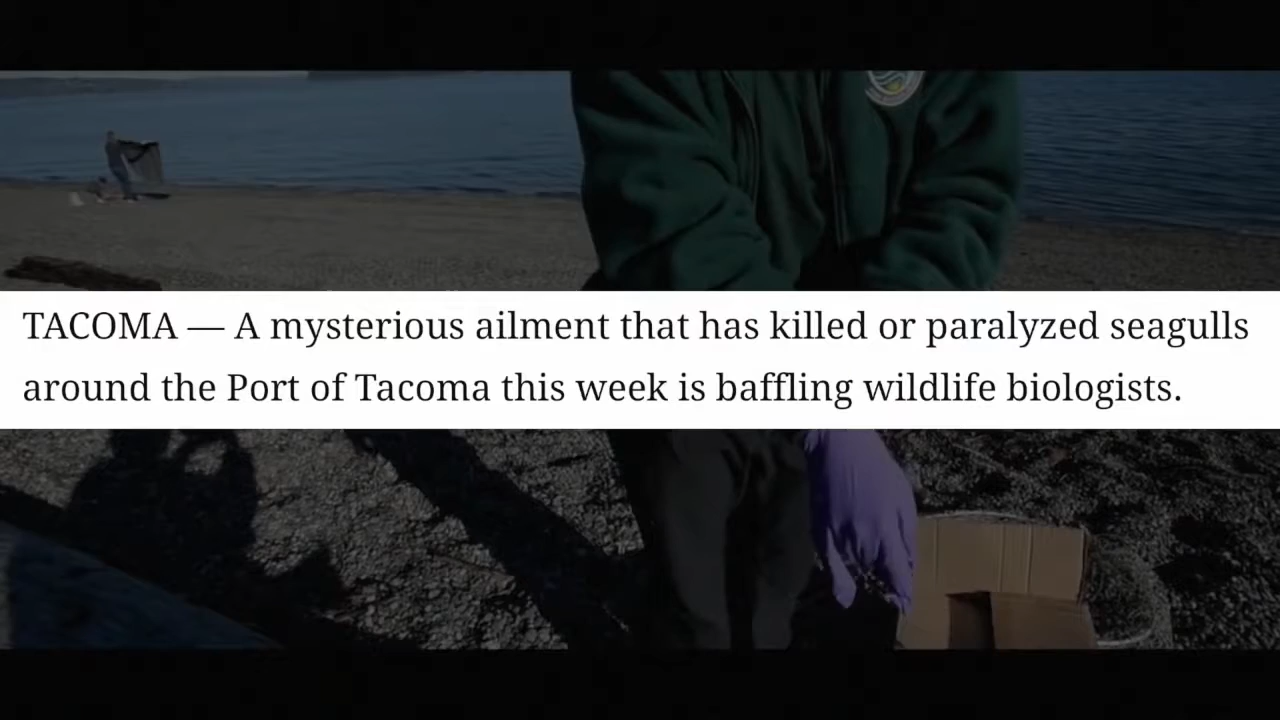 TACOMA — A mysterious ailment that has killed or paralyzed seagulls
around the Port of Tacoma this week is baffling wildlife biologists.